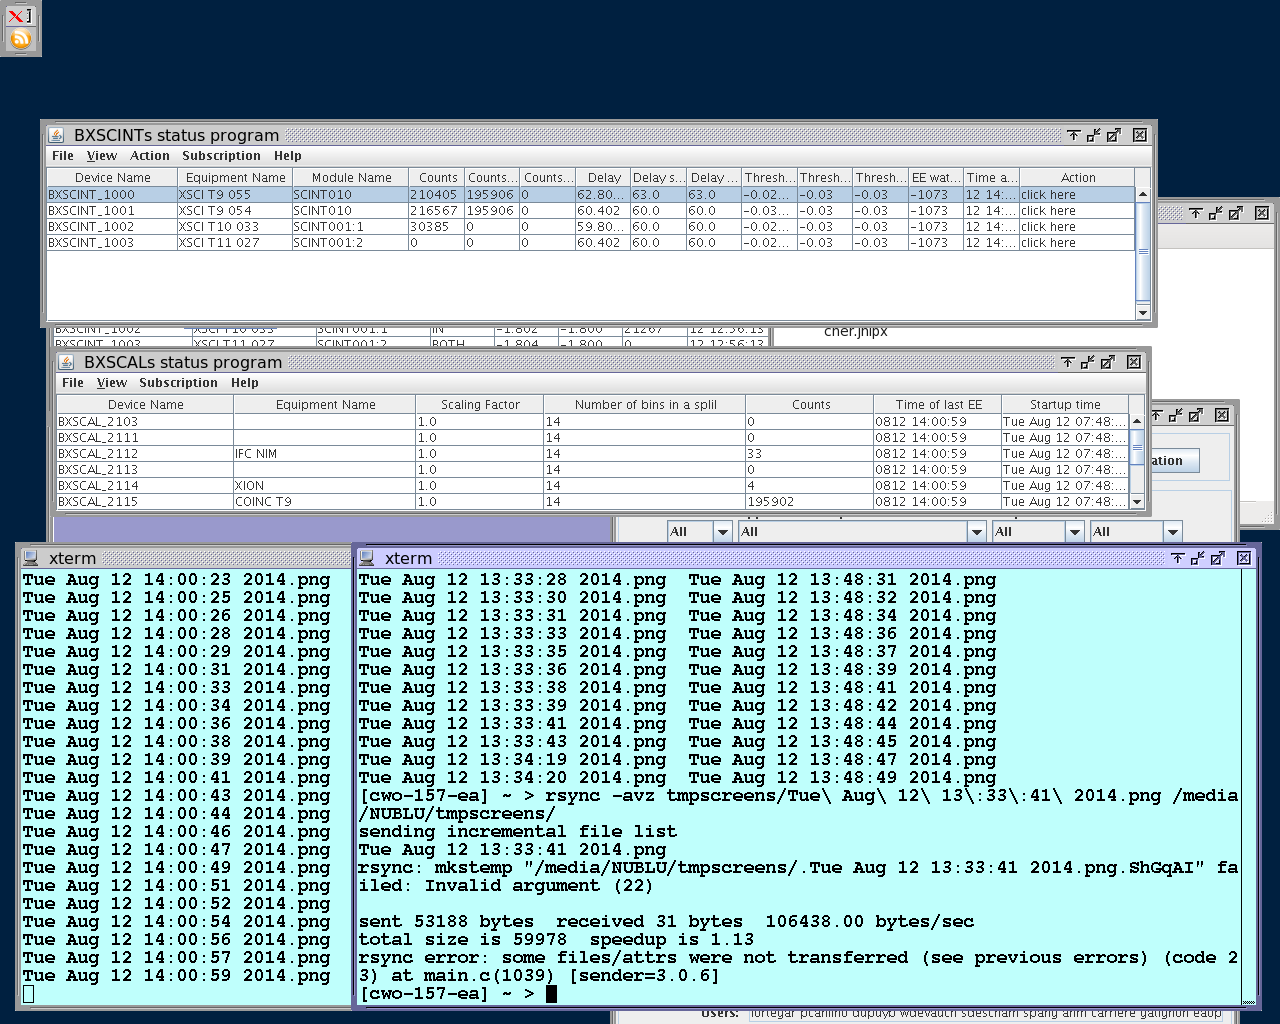 BXSCINTs status program
File View Action Subscription Help
Device Name Equipment Name Module Name Counts Counts... Counts... Delay Delay s... Delay ... Thresh... Thresh... Thresh... EE wat... Time a... Action
BXSCINT_1000 XSCI T9 055 SCINT010 210405 195906 0 62.80... 63.0 63.0 -0.02... -0.03 -0.03 -1073 12 14:... click here
BXSCINT_1001 XSCI T9 054 SCINT010 216567 195906 0 60.402 60.0 60.0 -0.03... -0.03 -0.03 -1073 12 14:... click here
BXSCINT_1002 XSCI T10 033 SCINT001:1 30385 0 0 59.80... 60.0 60.0 -0.02... -0.03 -0.03 -1073 12 14:... click here
BXSCINT_1003 XSCI T11 027 SCINT001:2 0 0 0 60.402 60.0 60.0 -0.02... -0.03 -0.03 -1073 12 14:... click here
BXSCINT_1002 XSCI T10 033 SCINT001:1 IN -1.802 -1.800 21267 12 12:56:13
cher.jnlpx
BXSCINT_1003 XSCI T11 027 SCINT001:2 BOTH -1.804 -1.800 0 12 12:56:13
BXSCALs status program
File View Subscription Help
Device Name Equipment Name Scaling Factor Number of bins in a splil Counts Time of last EE Startup time
BXSCAL_2103 1.0 14 0 0812 14:00:59 Tue Aug 12 07:48:...
BXSCAL_2111 1.0 14 0 0812 14:00:59 Tue Aug 12 07:48:...
BXSCAL_2112 IFC NIM 1.0 14 33 0812 14:00:59 Tue Aug 12 07:48:...
BXSCAL_2113 1.0 14 0 0812 14:00:59 Tue Aug 12 07:48:...
BXSCAL_2114 XION 1.0 14 4 0812 14:00:59 Tue Aug 12 07:48:...
BXSCAL_2115 COINC T9 1.0 14 195902 0812 14:00:59 Tue Aug 12 07:48:...
ation
All All All All
xterm
Tue Aug 12 14:00:23 2014.png
Tue Aug 12 14:00:25 2014.png
Tue Aug 12 14:00:26 2014.png
Tue Aug 12 14:00:28 2014.png
Tue Aug 12 14:00:29 2014.png
Tue Aug 12 14:00:31 2014.png
Tue Aug 12 14:00:33 2014.png
Tue Aug 12 14:00:34 2014.png
Tue Aug 12 14:00:36 2014.png
Tue Aug 12 14:00:38 2014.png
Tue Aug 12 14:00:39 2014.png
Tue Aug 12 14:00:41 2014.png
Tue Aug 12 14:00:43 2014.png
Tue Aug 12 14:00:44 2014.png
Tue Aug 12 14:00:46 2014.png
Tue Aug 12 14:00:47 2014.png
Tue Aug 12 14:00:49 2014.png
Tue Aug 12 14:00:51 2014.png
Tue Aug 12 14:00:52 2014.png
Tue Aug 12 14:00:54 2014.png
Tue Aug 12 14:00:56 2014.png
Tue Aug 12 14:00:57 2014.png
Tue Aug 12 14:00:59 2014.png
xterm
Tue Aug 12 13:33:28 2014.png Tue Aug 12 13:48:31 2014.png
Tue Aug 12 13:33:30 2014.png Tue Aug 12 13:48:32 2014.png
Tue Aug 12 13:33:31 2014.png Tue Aug 12 13:48:34 2014.png
Tue Aug 12 13:33:33 2014.png Tue Aug 12 13:48:36 2014.png
Tue Aug 12 13:33:35 2014.png Tue Aug 12 13:48:37 2014.png
Tue Aug 12 13:33:36 2014.png Tue Aug 12 13:48:39 2014.png
Tue Aug 12 13:33:38 2014.png Tue Aug 12 13:48:41 2014.png
Tue Aug 12 13:33:39 2014.png Tue Aug 12 13:48:42 2014.png
Tue Aug 12 13:33:41 2014.png Tue Aug 12 13:48:44 2014.png
Tue Aug 12 13:33:43 2014.png Tue Aug 12 13:48:45 2014.png
Tue Aug 12 13:34:19 2014.png Tue Aug 12 13:48:47 2014.png
Tue Aug 12 13:34:20 2014.png Tue Aug 12 13:48:49 2014.png
[cwo-157-ea] ~ > rsync -avz tmpscreens/Tue\ Aug\ 12\ 13\:33\:41\ 2014.png /media
/NUBLU/tmpscreens/
sending incremental file list
Tue Aug 12 13:33:41 2014.png
rsync: mkstemp "/media/NUBLU/tmpscreens/.Tue Aug 12 13:33:41 2014.png.ShGqAI" fa
iled: Invalid argument (22)
sent 53188 bytes received 31 bytes 106438.00 bytes/sec
total size is 59978 speedup is 1.13
rsync error: some files/attrs were not transferred (see previous errors) (code 2
3) at main.c(1039) [sender=3.0.6]
[cwo-157-ea] ~ >
Users: